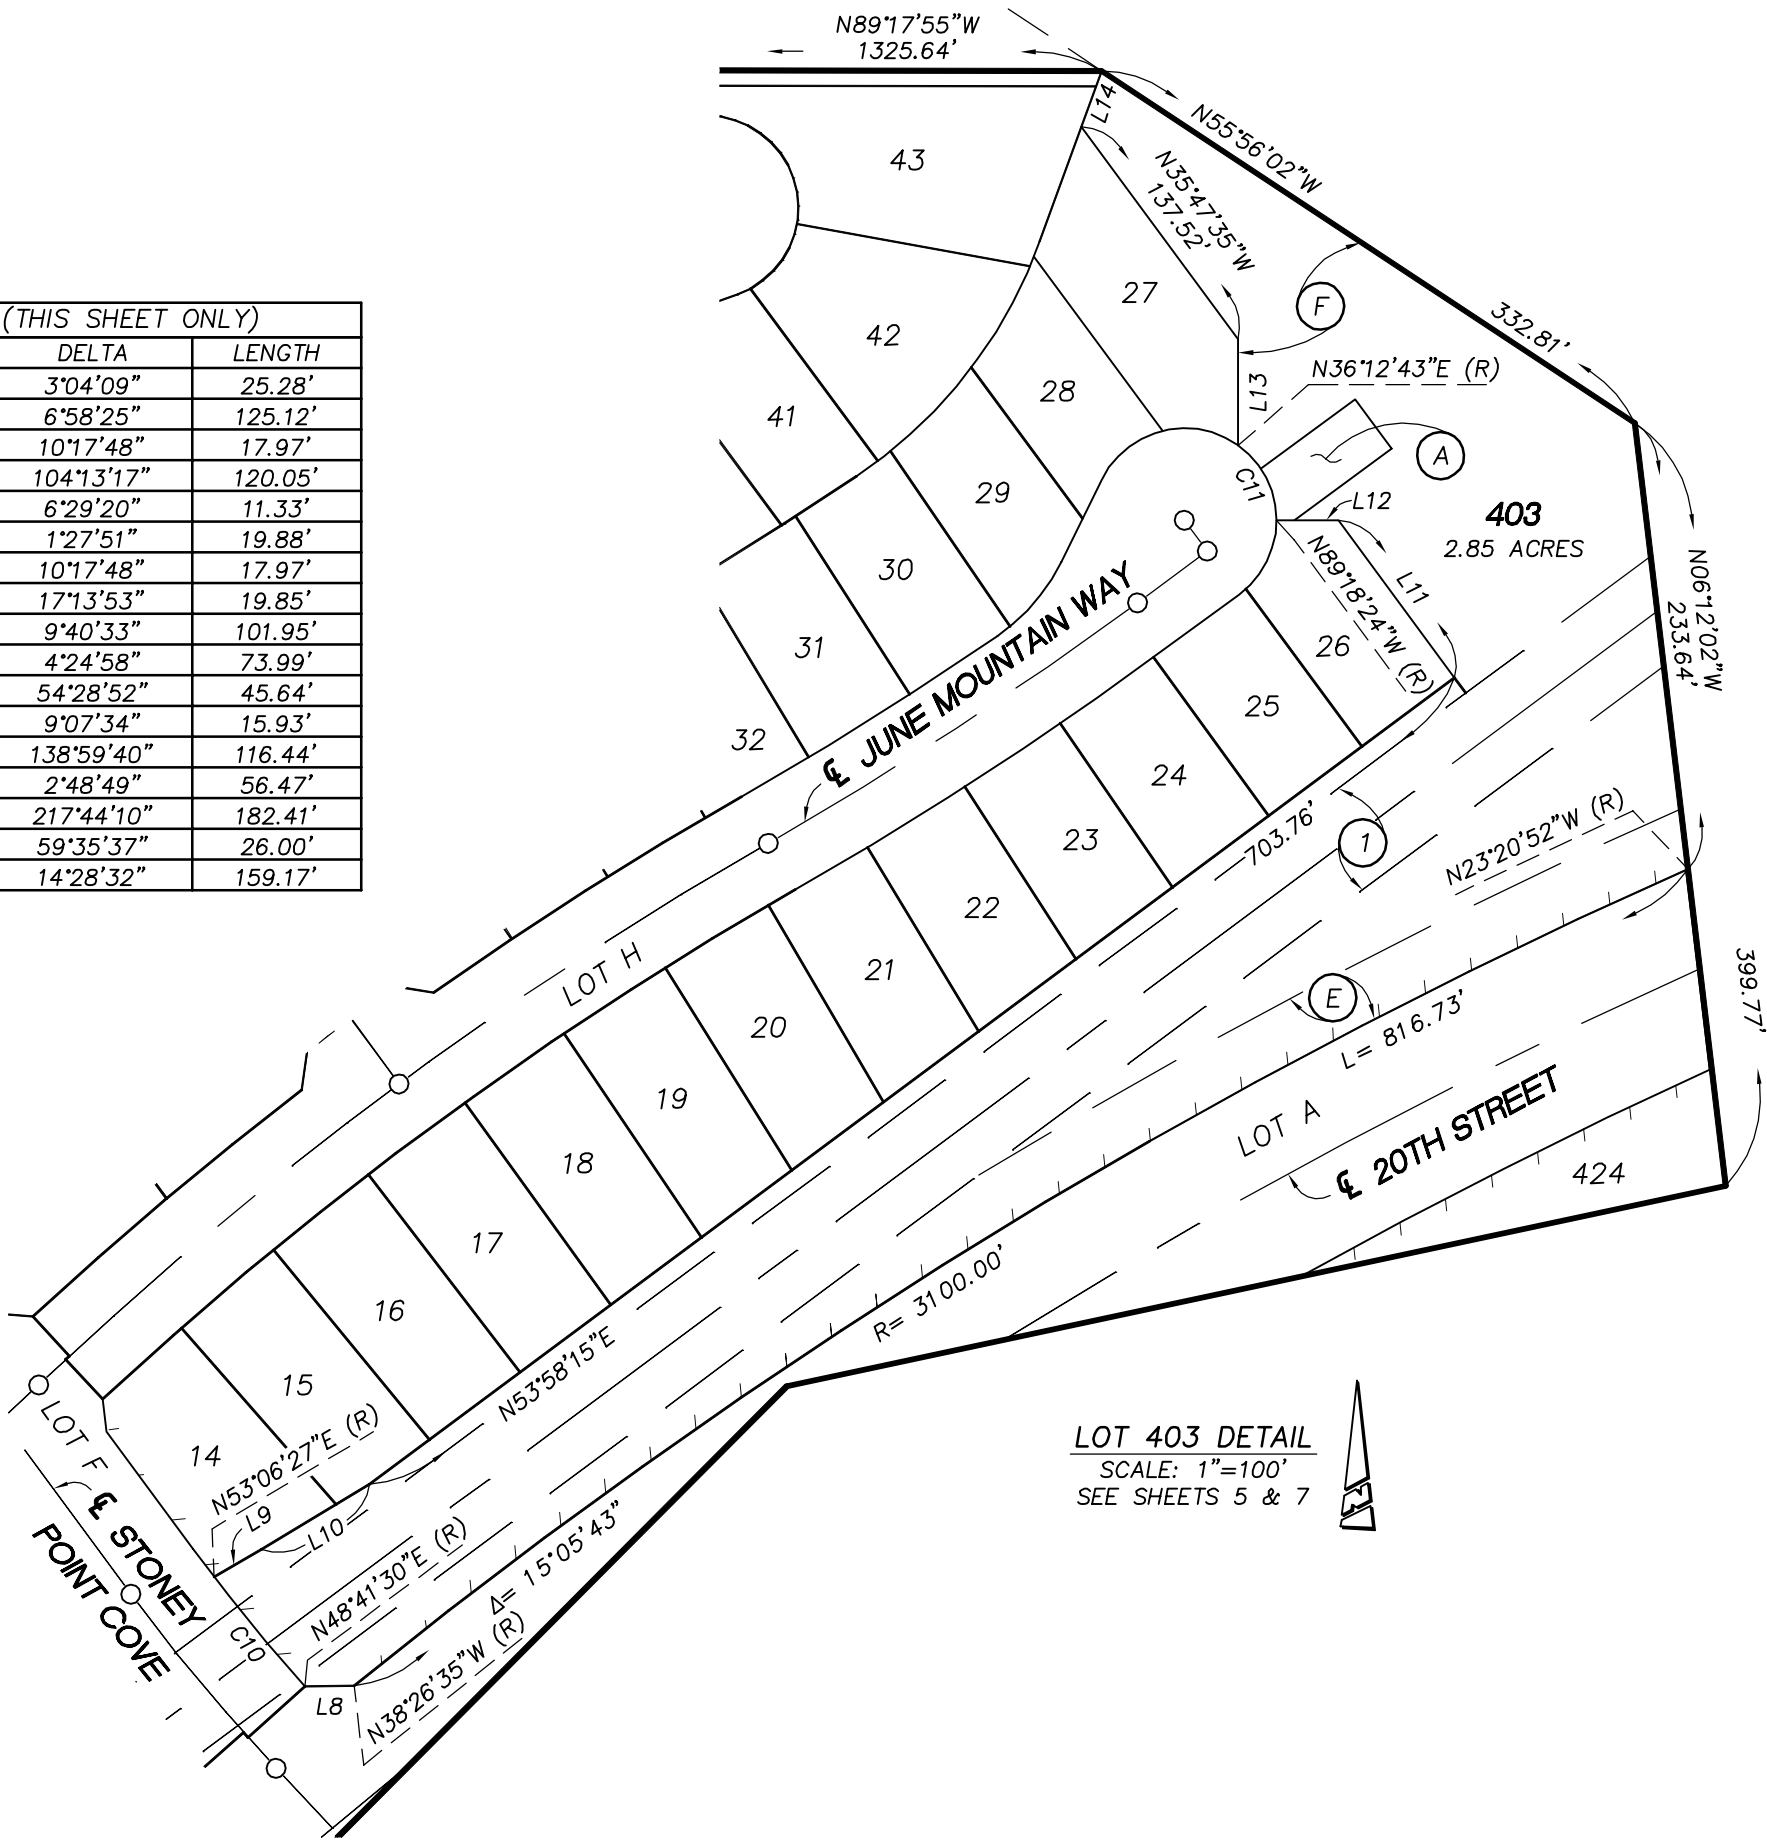 N89°17'55"W
1325.64'
L14
N55°56'02"W
332.81'
43
N35°47'35"W
137.52'
27
F
42
(THIS SHEET ONLY)
DELTA LENGTH
3°04'09" 25.28'
6°58'25" 125.12'
10°17'48" 17.97'
104°13'17" 120.05'
6°29'20" 11.33'
1°27'51" 19.88'
10°17'48" 17.97'
17°13'53" 19.85'
9°40'33" 101.95'
4°24'58" 73.99'
54°28'52" 45.64'
9°07'34" 15.93'
138°59'40" 116.44'
2°48'49" 56.47'
217°44'10" 182.41'
59°35'37" 26.00'
14°28'32" 159.17'
N36°12'43"E (R)
L13
28
41
A
C11
29
L12
403
2.85 ACRES
30
N89°18'24"W (R)
L11
N06°12'02"W
233.64'
31
26
32
℄ JUNE MOUNTAIN WAY
25
24
23
703.76'
1
N23°20'52"W (R)
22
LOT H
21
20
E
399.77'
L= 816.73'
19
LOT A
℄ 20TH STREET
18
424
17
16
R= 3100.00'
15
N53°58'15"E
LOT F
14
N53°06'27"E (R)
LOT 403 DETAIL
SCALE: 1"=100'
SEE SHEETS 5 & 7
N
L9
L10
℄ STONEY
POINT COVE
N48°41'30"E (R)
Δ= 15°05'43"
C10
L8
N38°26'35"W (R)